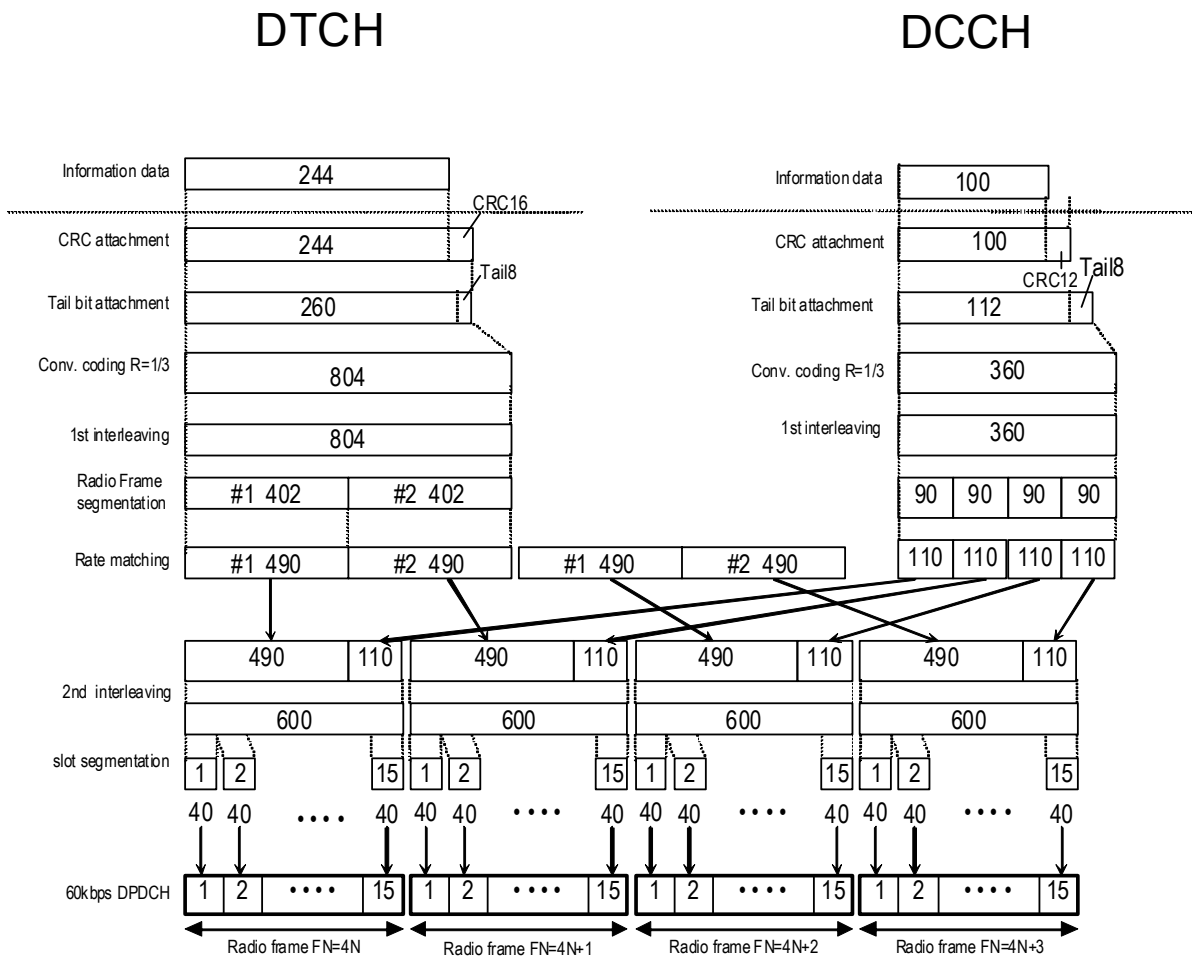 DTCH DCCH
Information data 244 Information data 100
CRC16
CRC attachment 244 CRC attachment 100
Tail8 CRC12 Tail8
Tail bit attachment 260 Tail bit attachment 112
Conv. coding R=1/3 804 Conv. coding R=1/3 360
1st interleaving 804 1st interleaving 360
Radio Frame
segmentation #1 402 #2 402 90 90 90 90
Rate matching #1 490 #2 490 #1 490 #2 490 110 110 110 110
490 110 490 110 490 110 490 110
2nd interleaving
600 600 600 600
slot segmentation 1 2 15 1 2 15 1 2 15 1 2 15
40 40 •••• 40 40 40 •••• 40 40 40 •••• 40 40 40 •••• 40
60kbps DPDCH 1 2 •••• 15 1 2 •••• 15 1 2 •••• 15 1 2 •••• 15
Radio frame FN=4N Radio frame FN=4N+1 Radio frame FN=4N+2 Radio frame FN=4N+3